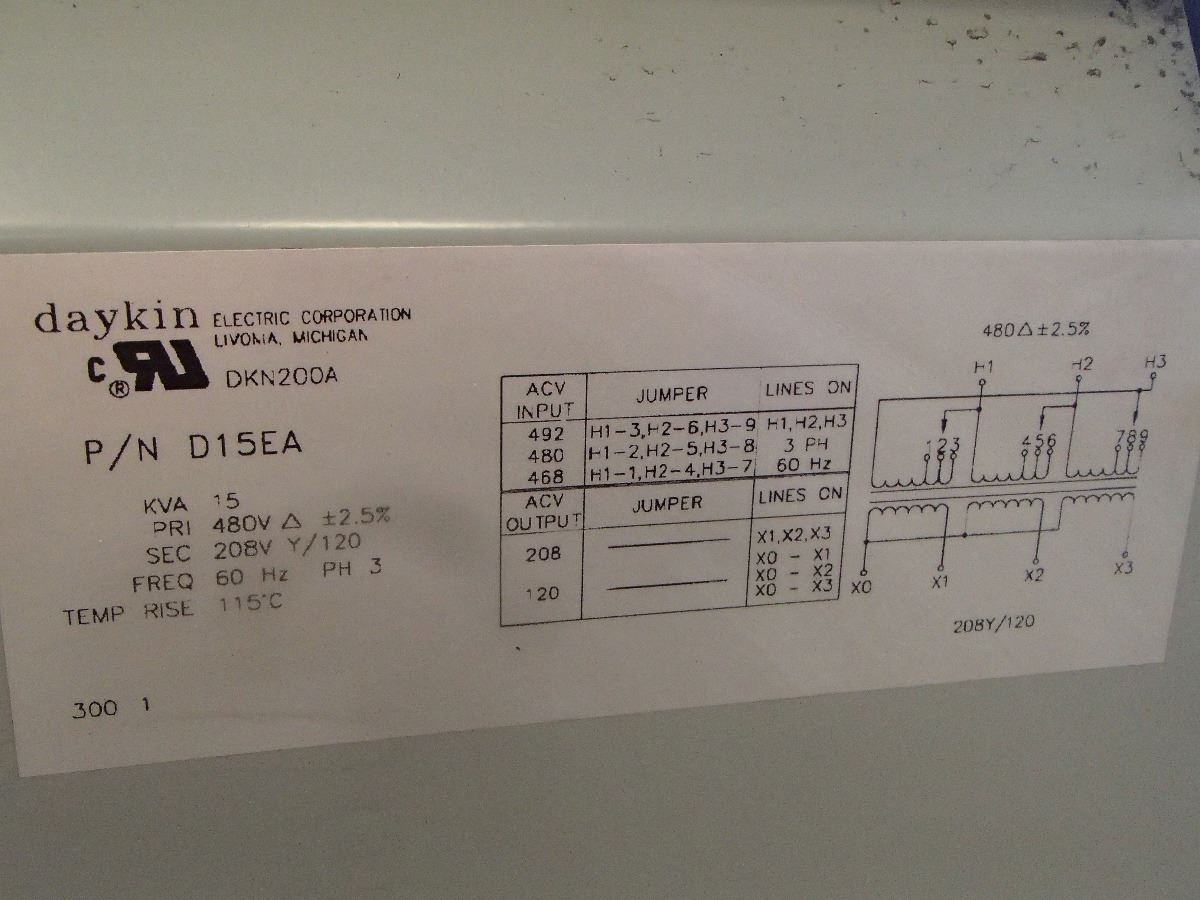 daykin ELECTRIC CORPORATION
LIVONIA, MICHIGAN
C RU ®
DKN200A
P/N D15EA
KVA 15
PRI 480V Δ ±2.5%
SEC 208V Y/120
FREQ 60 Hz PH 3
TEMP RISE 115°C
300 1
ACV INPUT JUMPER LINES ON
492 H1-3,H2-6,H3-9 H1,H2,H3
480 H1-2,H2-5,H3-8 3 PH
468 H1-1,H2-4,H3-7 60 Hz
ACV OUTPUT JUMPER LINES ON
208 X1,X2,X3
120 X0 - X1
X0 - X2
X0 - X3
480Δ±2.5%
H1 H2 H3
123 456 789
X0 X1 X2 X3
208Y/120